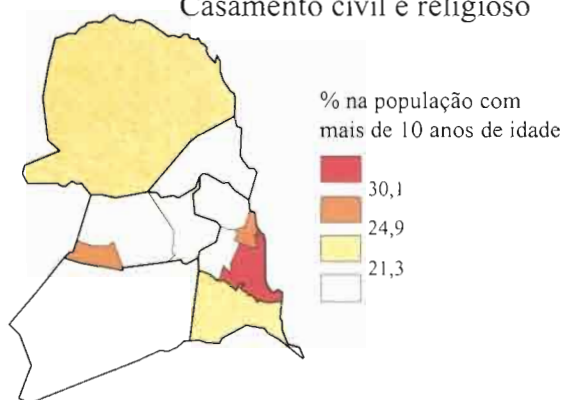 Casamento civil e religioso
% na população com
mais de 10 anos de idade
30,1
24,9
21,3